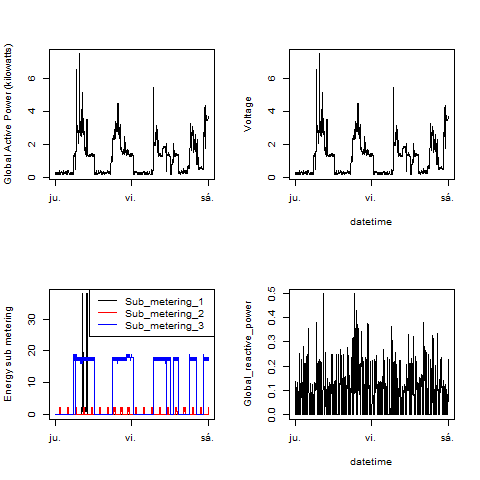 Global Active Power (kilowatts)
0 2 4 6
ju. vi. sá.
Voltage
0 2 4 6
ju. vi. sá.
datetime
Energy sub metering
0 10 20 30
ju. vi. sá.
Sub_metering_1
Sub_metering_2
Sub_metering_3
Global_reactive_power
0.0 0.1 0.2 0.3 0.4 0.5
ju. vi. sá.
datetime